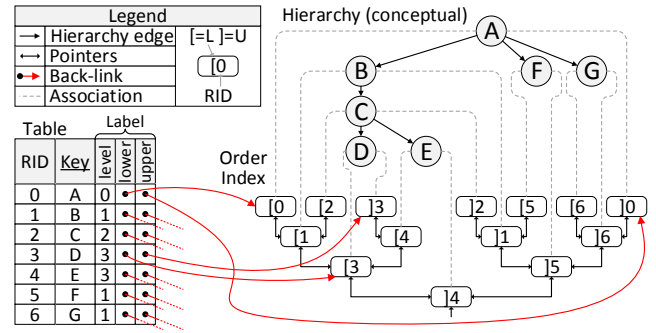 Legend
Hierarchy edge
Pointers
Back-link
Association
[=L ]=U
[0
RID
Hierarchy (conceptual)
A
B
F
G
C
D
E
Table
Label
RID Key level lower upper
0 A 0
1 B 1
2 C 2
3 D 3
4 E 3
5 F 1
6 G 1
Order
Index
[0 [2 ]3 ]2 [5 [6 ]0
[1 [4 ]1 ]6
[3 ]5
]4